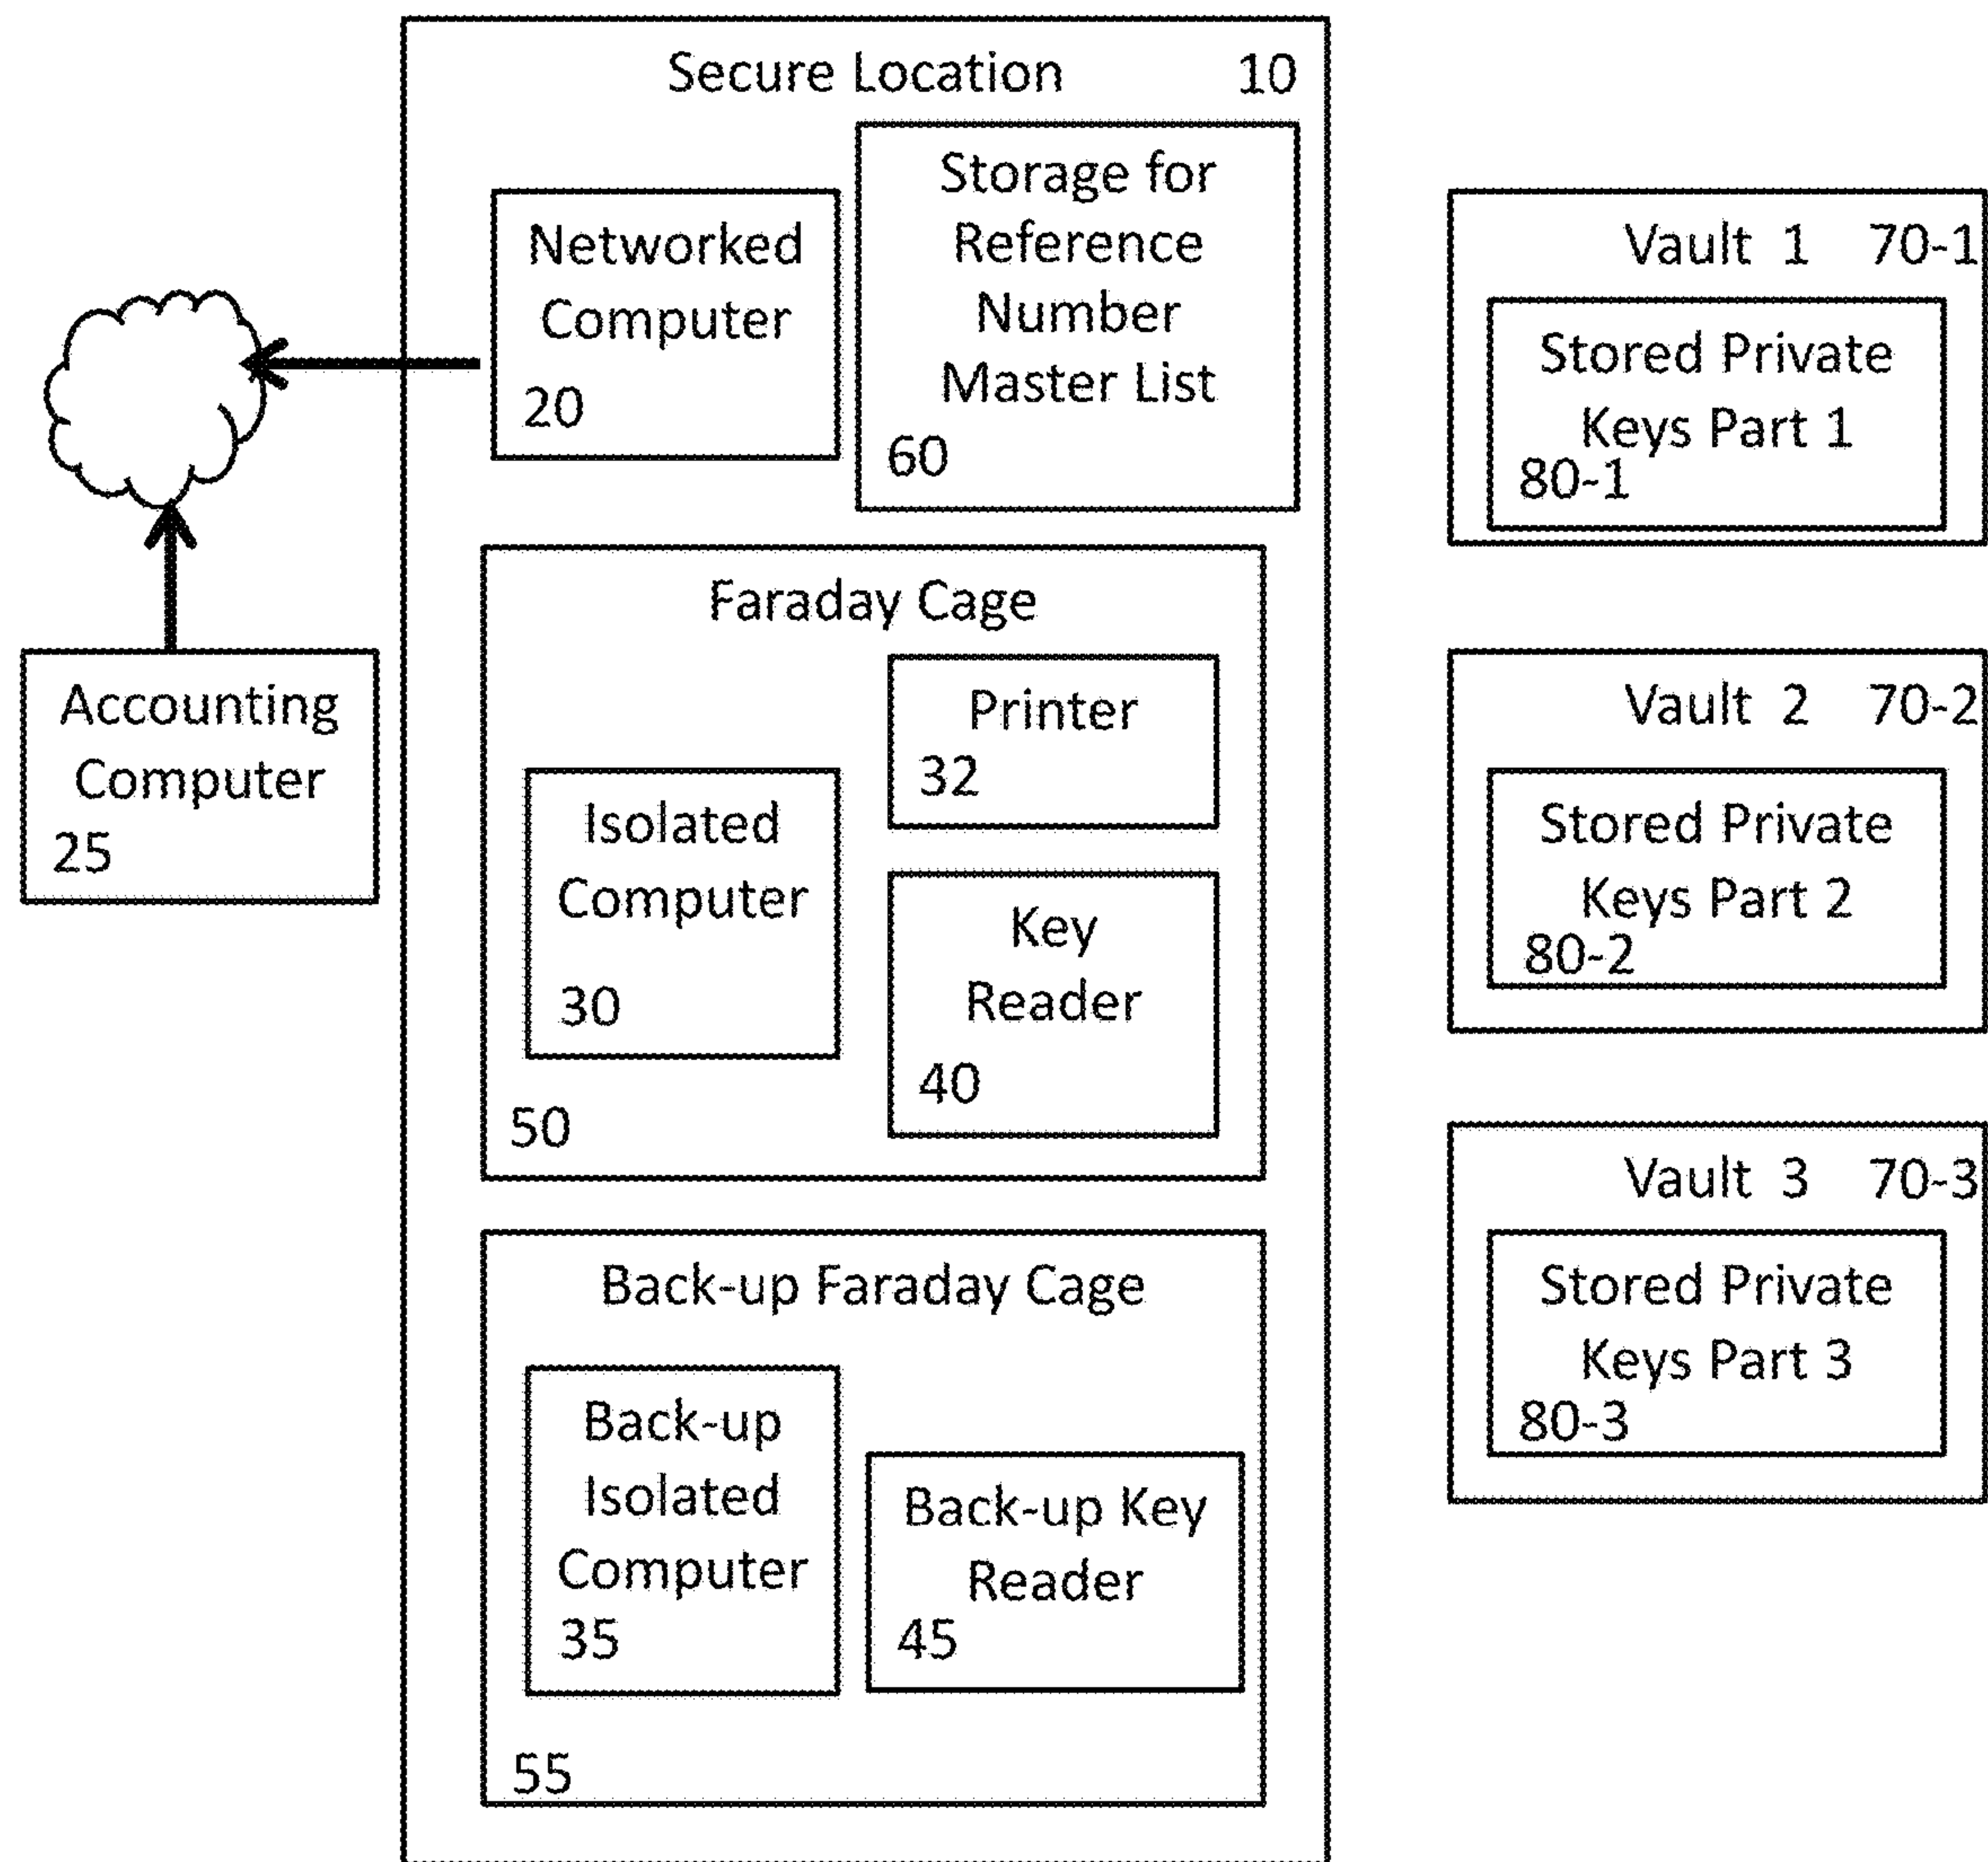 Secure Location 10
Networked
Computer
20
Storage for
Reference
Number
Master List
60
Accounting
Computer
25
Faraday Cage
Isolated
Computer
30
Printer
32
Key
Reader
40
50
Back-up Faraday Cage
Back-up
Isolated
Computer
35
Back-up Key
Reader
45
55
Vault 1 70-1
Stored Private
Keys Part 1
80-1
Vault 2 70-2
Stored Private
Keys Part 2
80-2
Vault 3 70-3
Stored Private
Keys Part 3
80-3